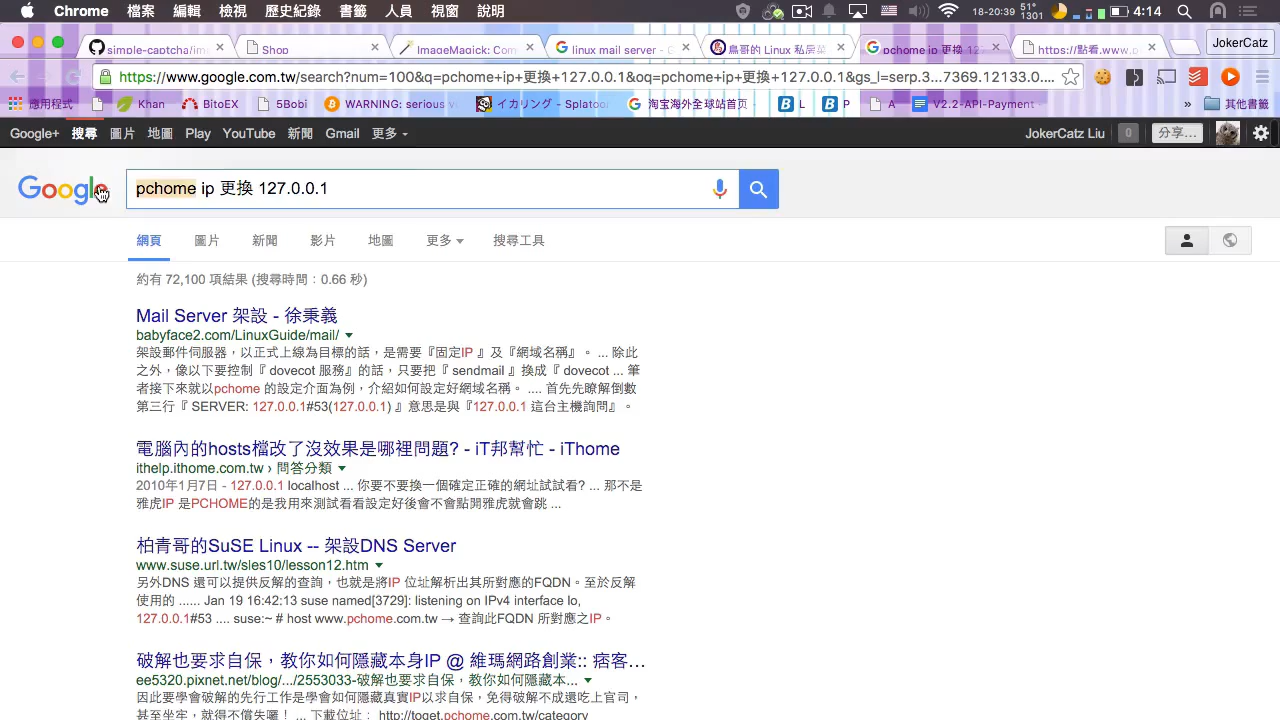 Chrome 檔案 編輯 檢視 歷史紀錄 書籤 人員 視窗 說明 18-20:39 51° 1301 4:14
simple-captcha/im Shop ImageMagick: Com linux mail server - G 鳥哥的 Linux 私房菜 pchome ip 更換 12 https://點看.www.p JokerCatz
https://www.google.com.tw/search?num=100&q=pchome+ip+更換+127.0.0.1&oq=pchome+ip+更換+127.0.0.1&gs_l=serp.3...7369.12133.0....
應用程式 Khan BitoEX 5Bobi WARNING: serious イカリング - Splatoo 淘宝海外全球站首页 L P A V2.2-API-Payment 其他書籤
Google+ 搜尋 圖片 地圖 Play YouTube 新聞 Gmail 更多 JokerCatz Liu 0 分享...
Google pchome ip 更換 127.0.0.1
網頁 圖片 新聞 影片 地圖 更多 搜尋工具
約有 72,100 項結果 (搜尋時間：0.66 秒)
Mail Server 架設 - 徐秉義
babyface2.com/LinuxGuide/mail/
架設郵件伺服器，以正式上線為目標的話，是需要『固定IP 』及『網域名稱』。 ... 除此
之外，像以下要控制『 dovecot 服務』的話，只要把『 sendmail 』換成『 dovecot ... 筆
者接下來就以pchome 的設定介面為例，介紹如何設定好網域名稱。 .... 首先先瞭解倒數
第三行『 SERVER: 127.0.0.1#53(127.0.0.1) 』意思是與『127.0.0.1 這台主機詢問』。
電腦內的hosts檔改了沒效果是哪裡問題? - iT邦幫忙 - iThome
ithelp.ithome.com.tw › 問答分類
2010年1月7日 - 127.0.0.1 localhost ... 你要不要換一個確定正確的網址試試看? ... 那不是
雅虎IP 是PCHOME的是我用來測試看看設定好後會不會點開雅虎就會跳 ...
柏青哥的SuSE Linux -- 架設DNS Server
www.suse.url.tw/sles10/lesson12.htm
另外DNS 還可以提供反解的查詢，也就是將IP 位址解析出其所對應的FQDN。至於反解
使用的 ...... Jan 19 16:42:13 suse named[3729]: listening on IPv4 interface lo,
127.0.0.1#53 .... suse:~ # host www.pchome.com.tw → 查詢此FQDN 所對應之IP。
破解也要求自保，教你如何隱藏本身IP @ 維瑪網路創業:: 痞客...
ee5320.pixnet.net/blog/.../2553033-破解也要求自保，教你如何隱藏本...
因此要學會破解的先行工作是學會如何隱藏真實IP以求自保，免得破解不成還吃上官司，
甚至坐牢，就得不償失囉！ ... 下載位址： http://toget.pchome.com.tw/category